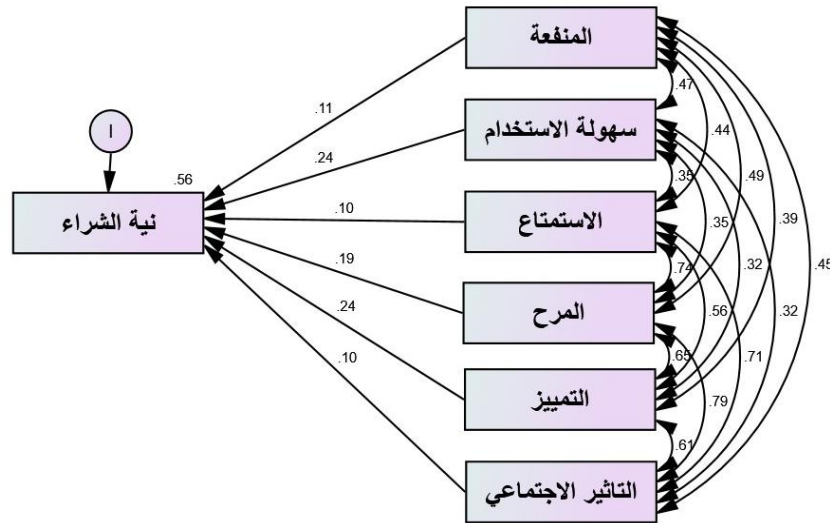 المنفعة
.47
.11
سهولة الاستخدام
.44
I
.24
.56
.35
.49
نية الشراء
.10
الاستمتاع
.35
.39
.19
.74
.32
.45
المرح
.56
.32
.24
.65
.71
.10
التمييز
.79
.61
التاثير الاجتماعي